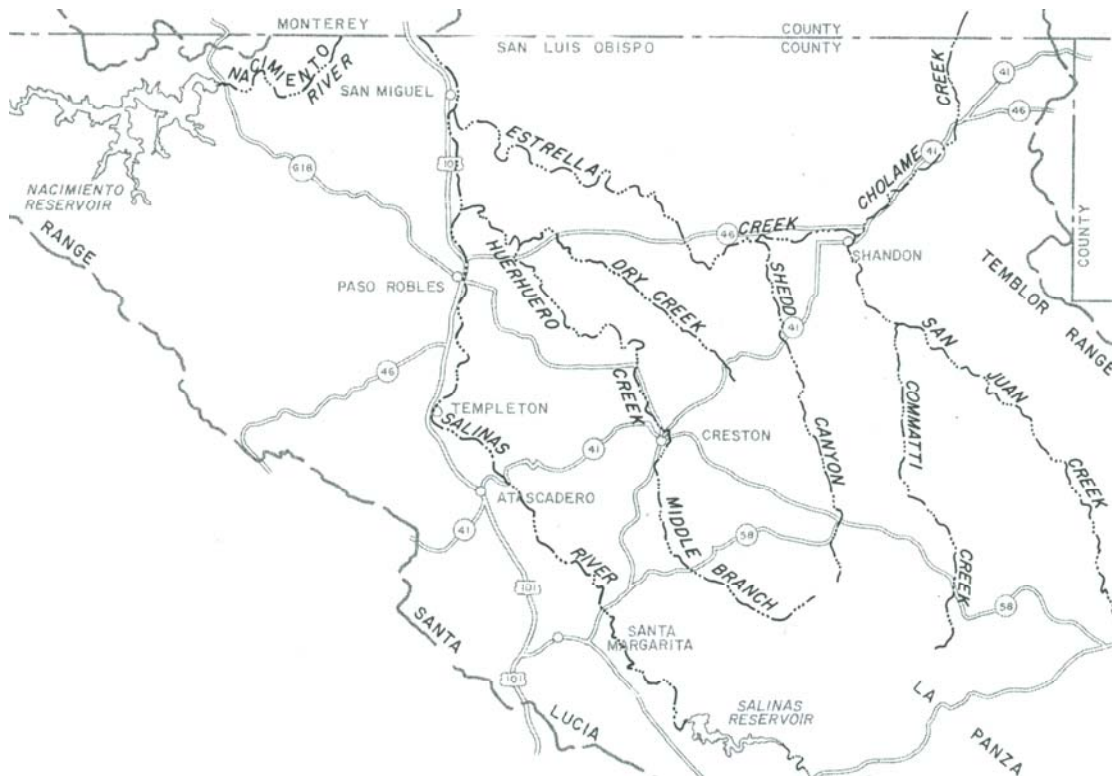 MONTEREY COUNTY
SAN LUIS OBISPO COUNTY
NACIMIENTO
RIVER
SAN MIGUEL
CREEK
41
46
ESTRELLA
CREEK
101
G18
41
CHOLAME
NACIMIENTO
RESERVOIR
RANGE
46
SHANDON
COUNTY
TEMBLOR RANGE
PASO ROBLES
HUERHUERO
CREEK
DRY CREEK
SHEDD
CANYON
41
SAN JUAN CREEK
46
TEMPLETON
SALINAS
RIVER
41
CRESTON
COMMATTI
CREEK
ATASCADERO
41
MIDDLE BRANCH
58
101
58
SANTA
LUCIA
SANTA
MARGARITA
101
SALINAS
RESERVOIR
LA
PANZA